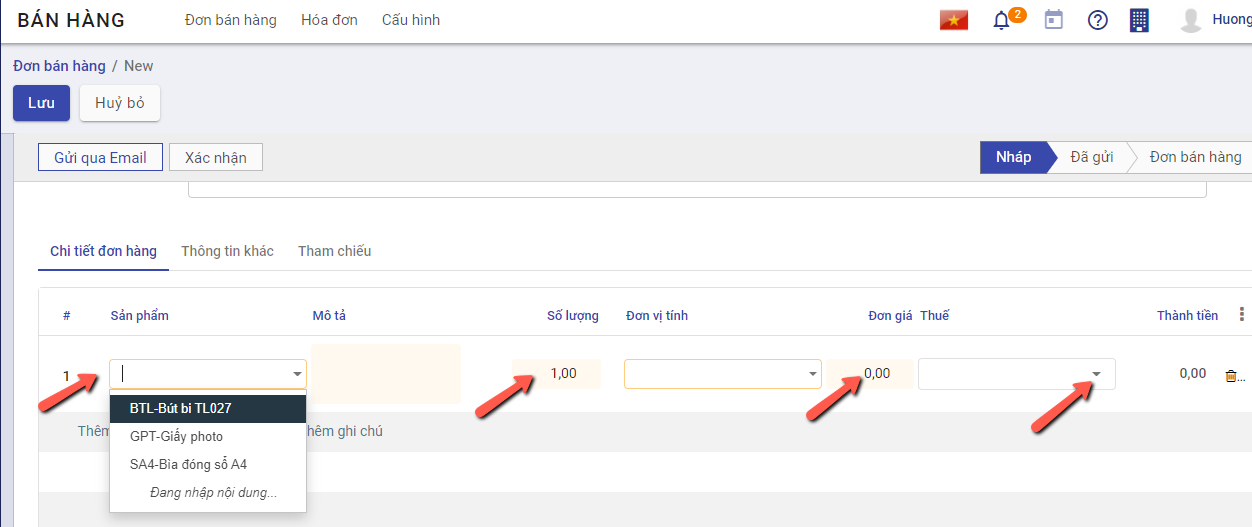 BÁN HÀNG Đơn bán hàng Hóa đơn Cấu hình 2 Huong
Đơn bán hàng / New
Lưu Huỷ bỏ
Gửi qua Email Xác nhận Nháp Đã gửi Đơn bán hàng
Chi tiết đơn hàng Thông tin khác Tham chiếu
# Sản phẩm Mô tả Số lượng Đơn vị tính Đơn giá Thuế Thành tiền
1 1,00 0,00 0,00 ...
BTL-Bút bi TL027
GPT-Giấy photo
Thêm hêm ghi chú
SA4-Bìa đóng sổ A4
Đang nhập nội dung...